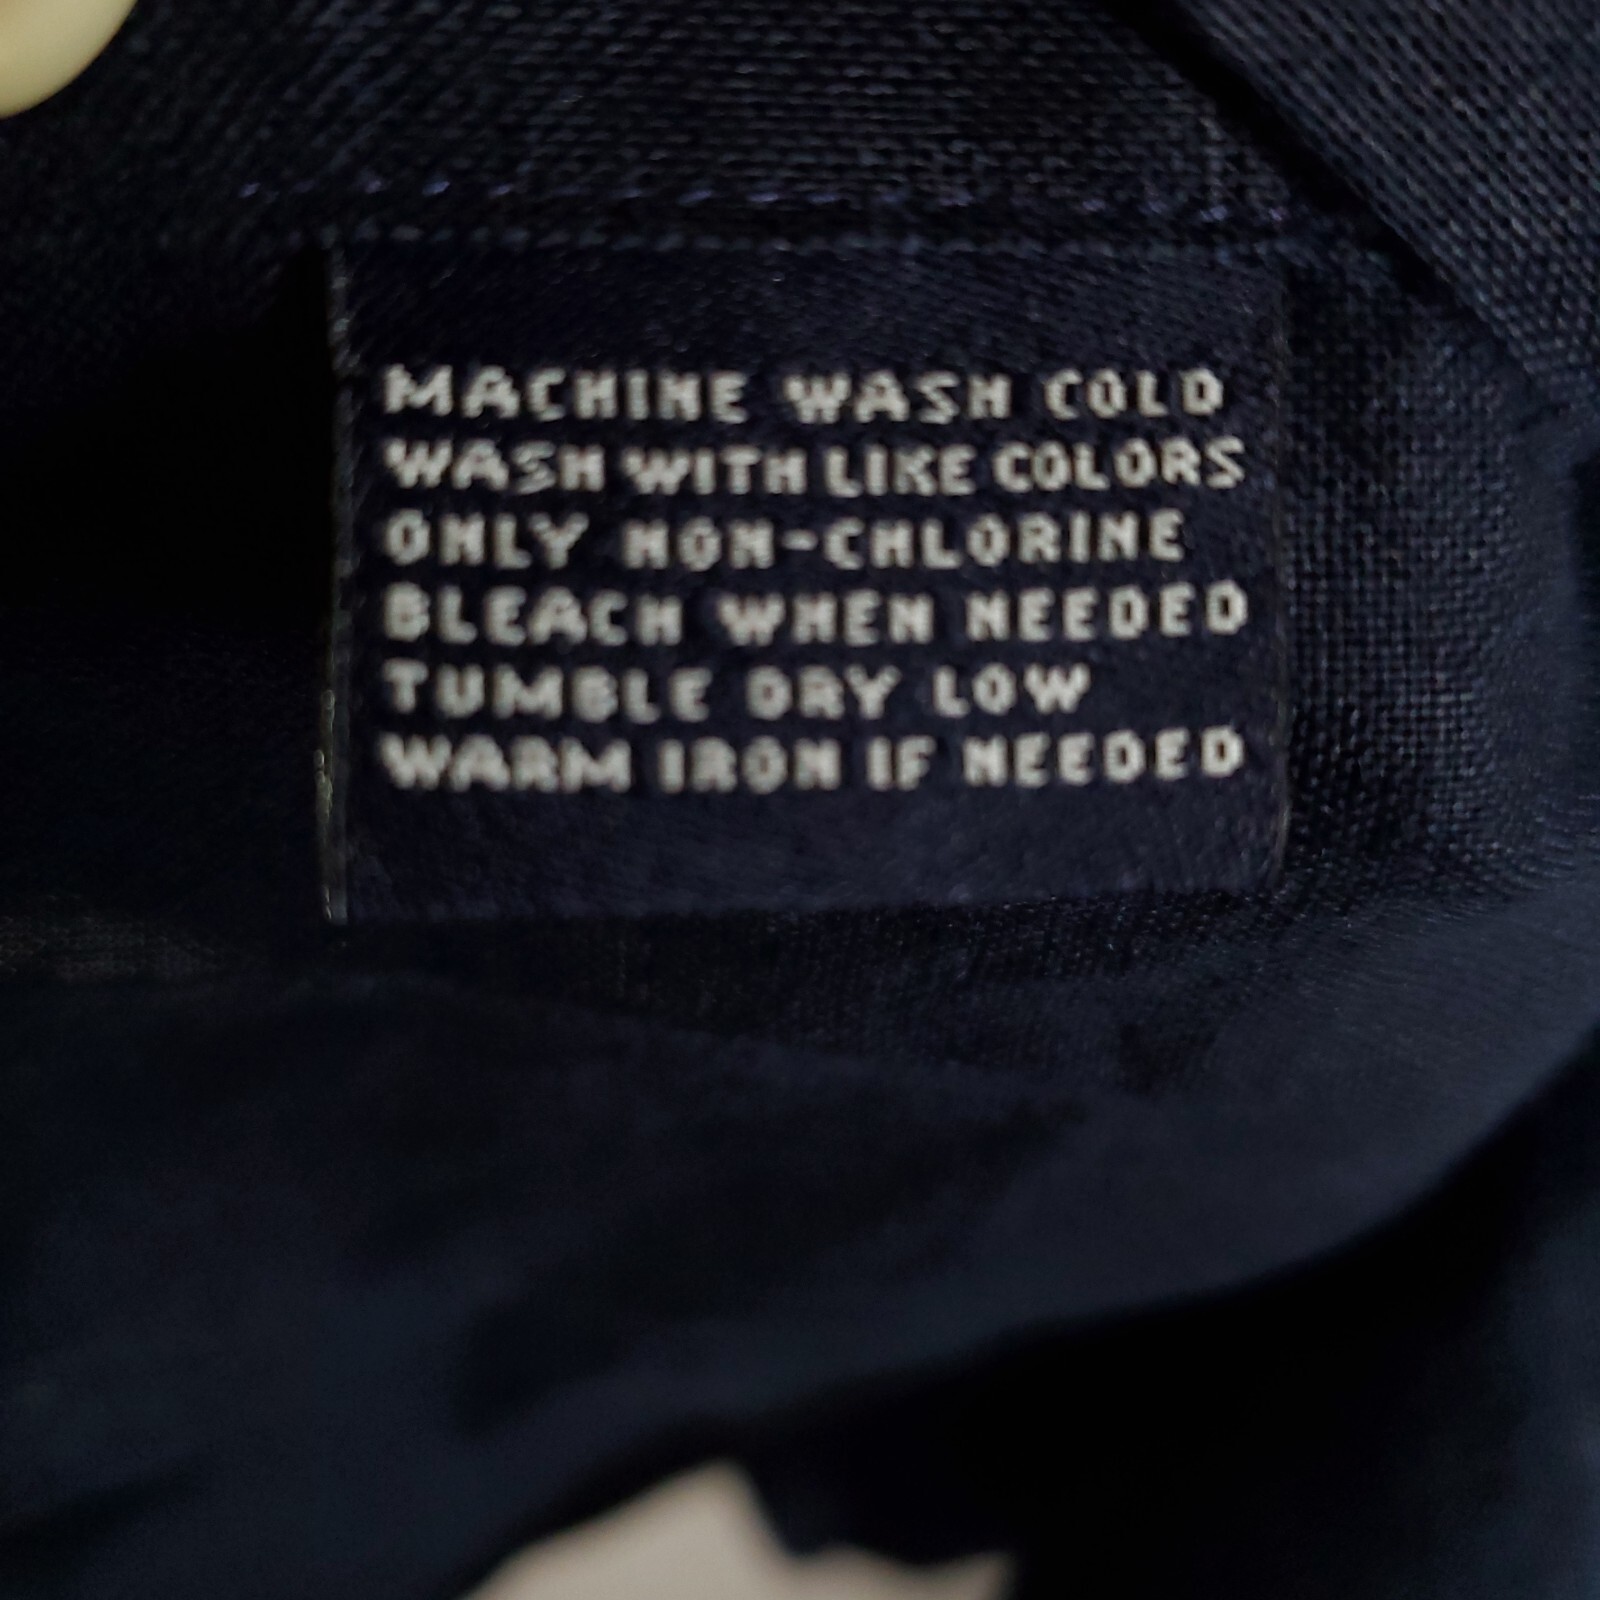 MACHINE WASH COLD
WASH WITH LIKE COLORS
ONLY NON-CHLORINE
BLEACH WHEN NEEDED
TUMBLE DRY LOW
WARM IRON IF NEEDED